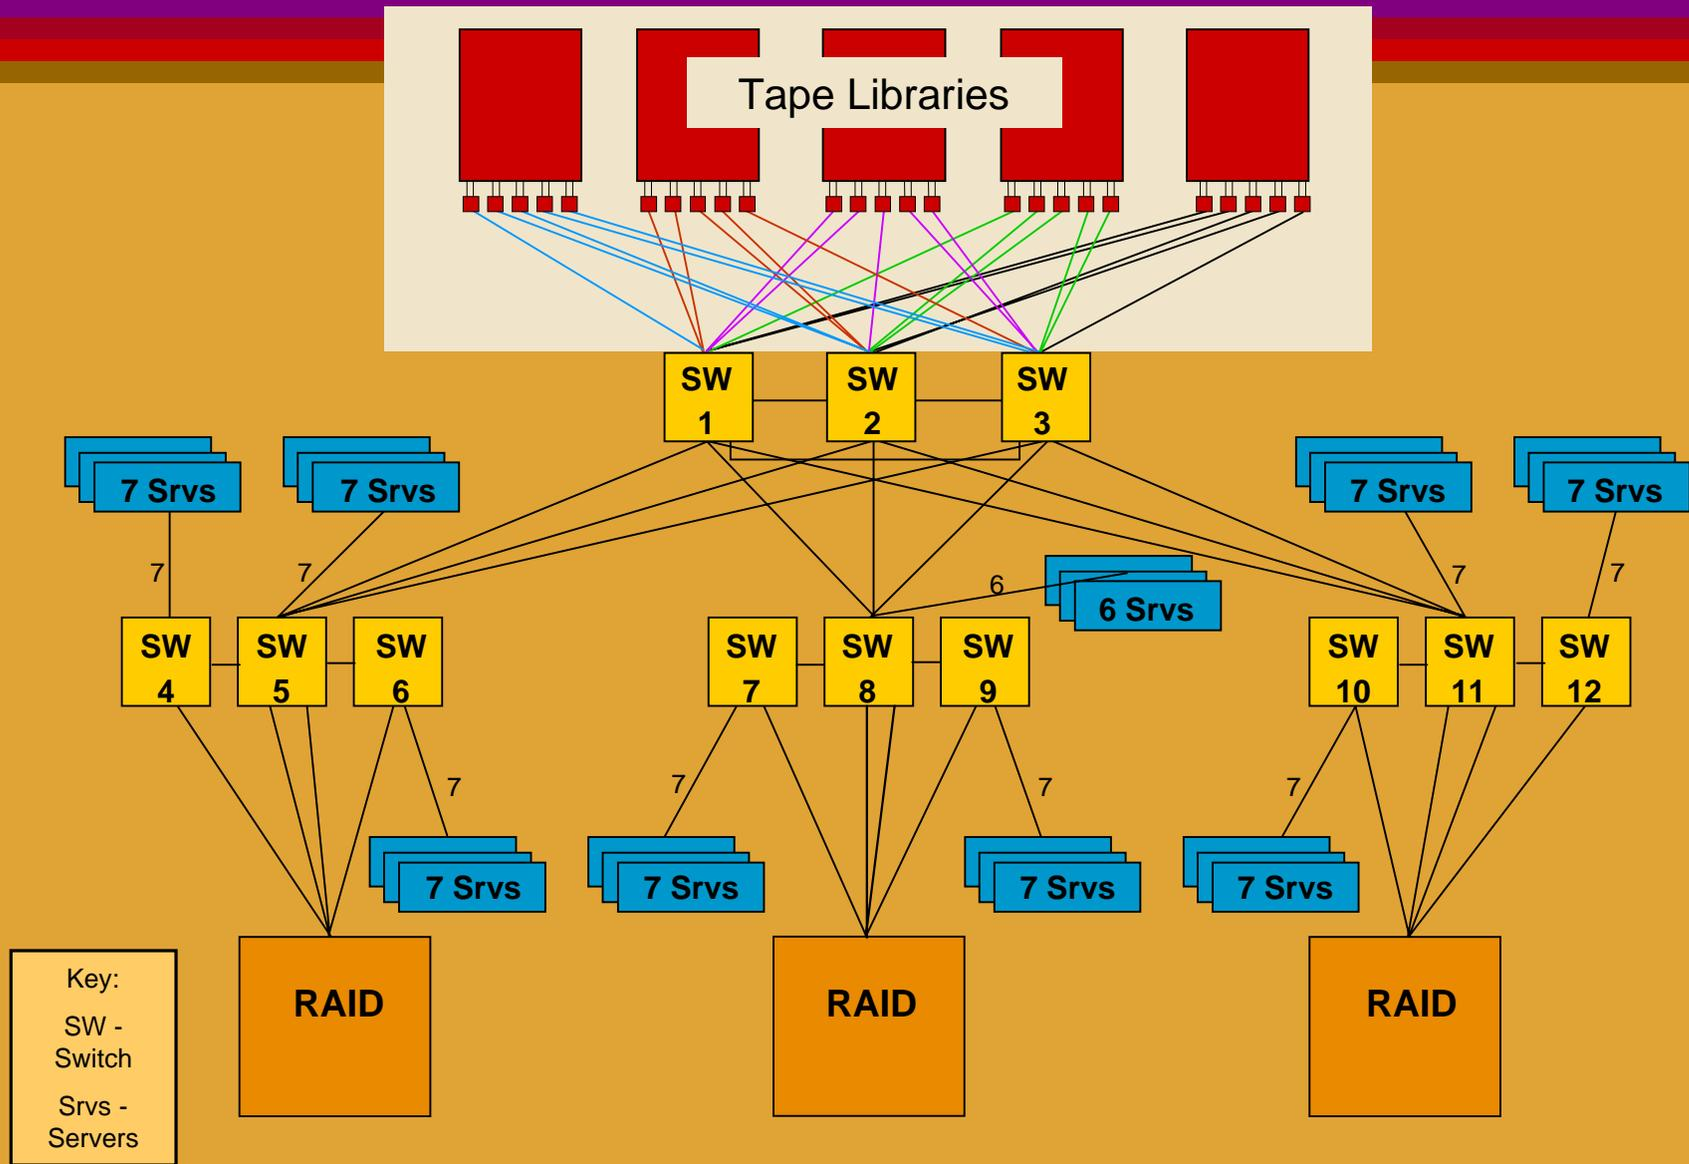 Tape Libraries
SW
1
SW
2
SW
3
7 Srvs
7 Srvs
7 Srvs
7 Srvs
7
7
6
6 Srvs
7
7
SW
4
SW
5
SW
6
SW
7
SW
8
SW
9
SW
10
SW
11
SW
12
7
7
7
7
7 Srvs
7 Srvs
7 Srvs
7 Srvs
RAID
RAID
RAID
Key:
SW -
Switch
Srvs -
Servers